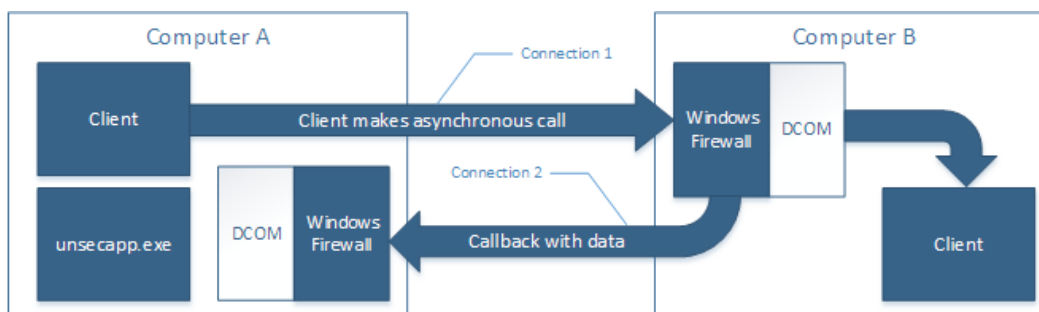 Computer A
Computer B
Connection 1
Client
Client makes asynchronous call
Windows
Firewall
DCOM
Connection 2
unsecapp.exe
DCOM
Windows
Firewall
Callback with data
Client